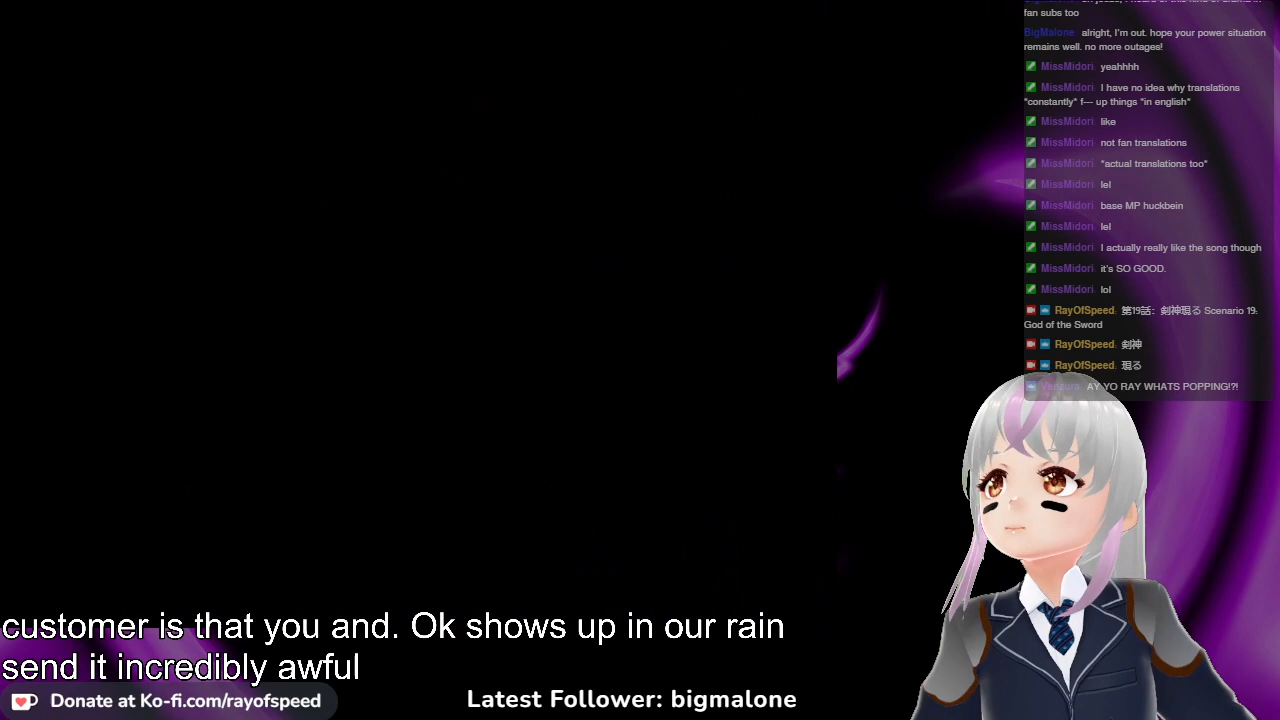 fan subs too
BigMalone: alright, I'm out. hope your power situation
remains well. no more outages!
MissMidori: yeahhhh
MissMidori: I have no idea why translations
*constantly* f--- up things *in english*
MissMidori: like
MissMidori: not fan translations
MissMidori: *actual translations too*
MissMidori: lel
MissMidori: base MP huckbein
MissMidori: lel
MissMidori: I actually really like the song though
MissMidori: it's SO GOOD.
MissMidori: lol
RayOfSpeed: 第19話：剣神現る Scenario 19:
God of the Sword
RayOfSpeed: 剣神
RayOfSpeed: 現る
AY YO RAY WHATS POPPING!?!
customer is that you and. Ok shows up in our rain
send it incredibly awful
Donate at Ko-fi.com/rayofspeed
Latest Follower: bigmalone